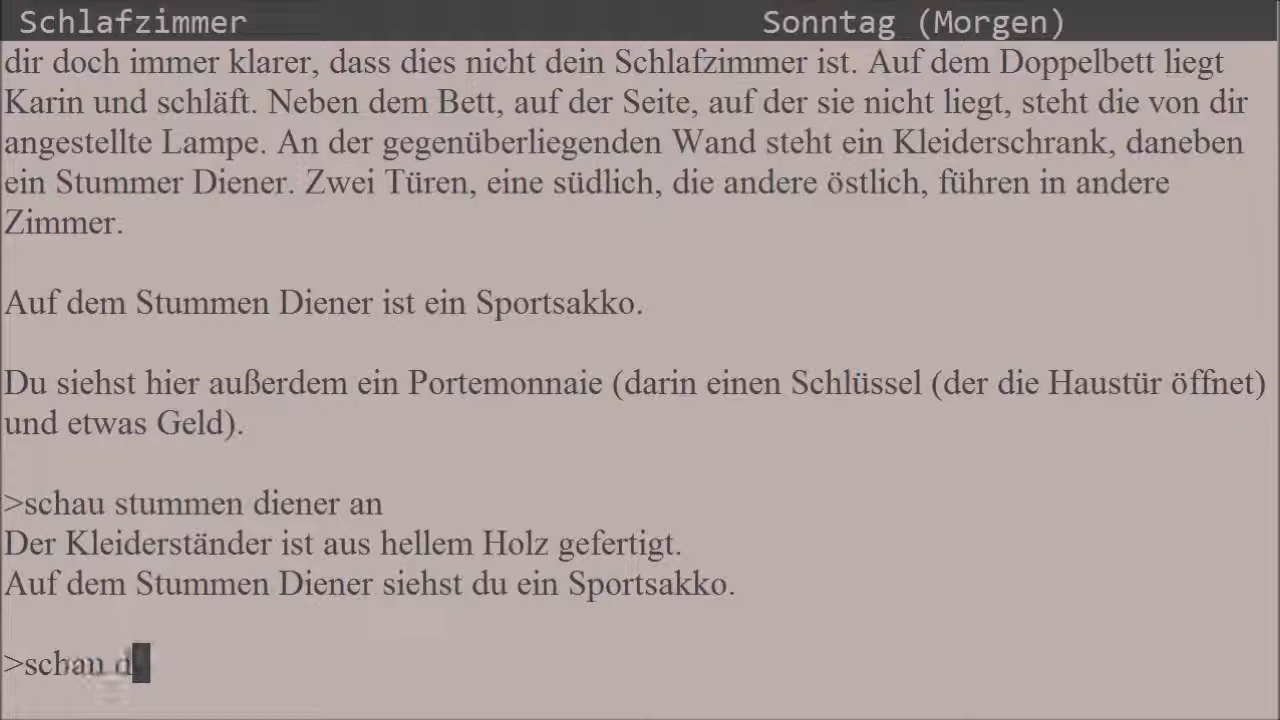 Schlafzimmer Sonntag (Morgen)
dir doch immer klarer, dass dies nicht dein Schlafzimmer ist. Auf dem Doppelbett liegt
Karin und schläft. Neben dem Bett, auf der Seite, auf der sie nicht liegt, steht die von dir
angestellte Lampe. An der gegenüberliegenden Wand steht ein Kleiderschrank, daneben
ein Stummer Diener. Zwei Türen, eine südlich, die andere östlich, führen in andere
Zimmer.
Auf dem Stummen Diener ist ein Sportsakko.
Du siehst hier außerdem ein Portemonnaie (darin einen Schlüssel (der die Haustür öffnet)
und etwas Geld).
>schau stummen diener an
Der Kleiderständer ist aus hellem Holz gefertigt.
Auf dem Stummen Diener siehst du ein Sportsakko.
>schau d